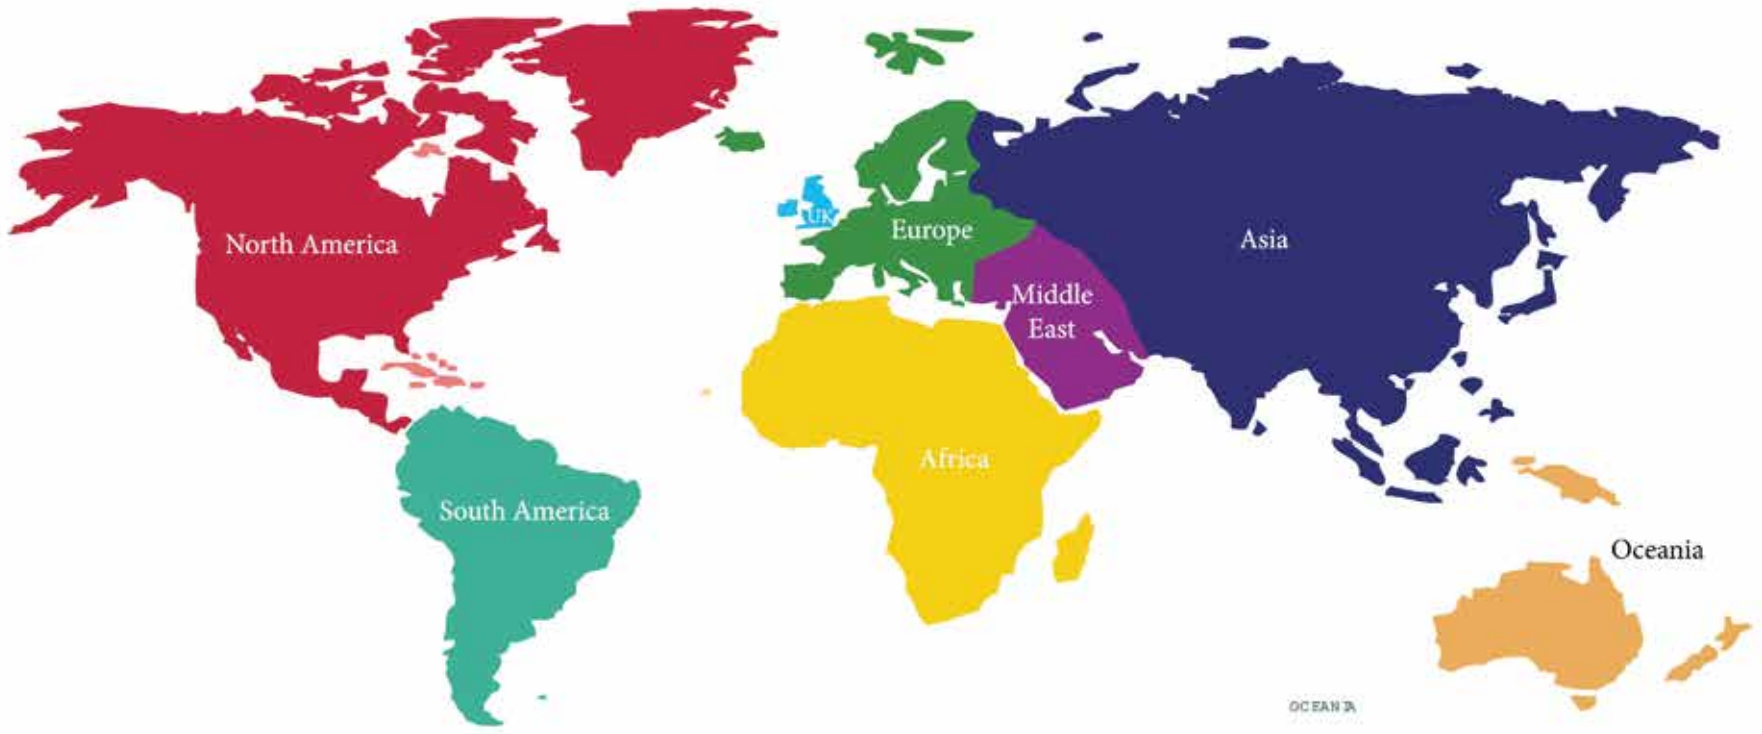 North America
UK
Europe
Asia
Middle
East
Africa
South America
Oceania
OCEANIA